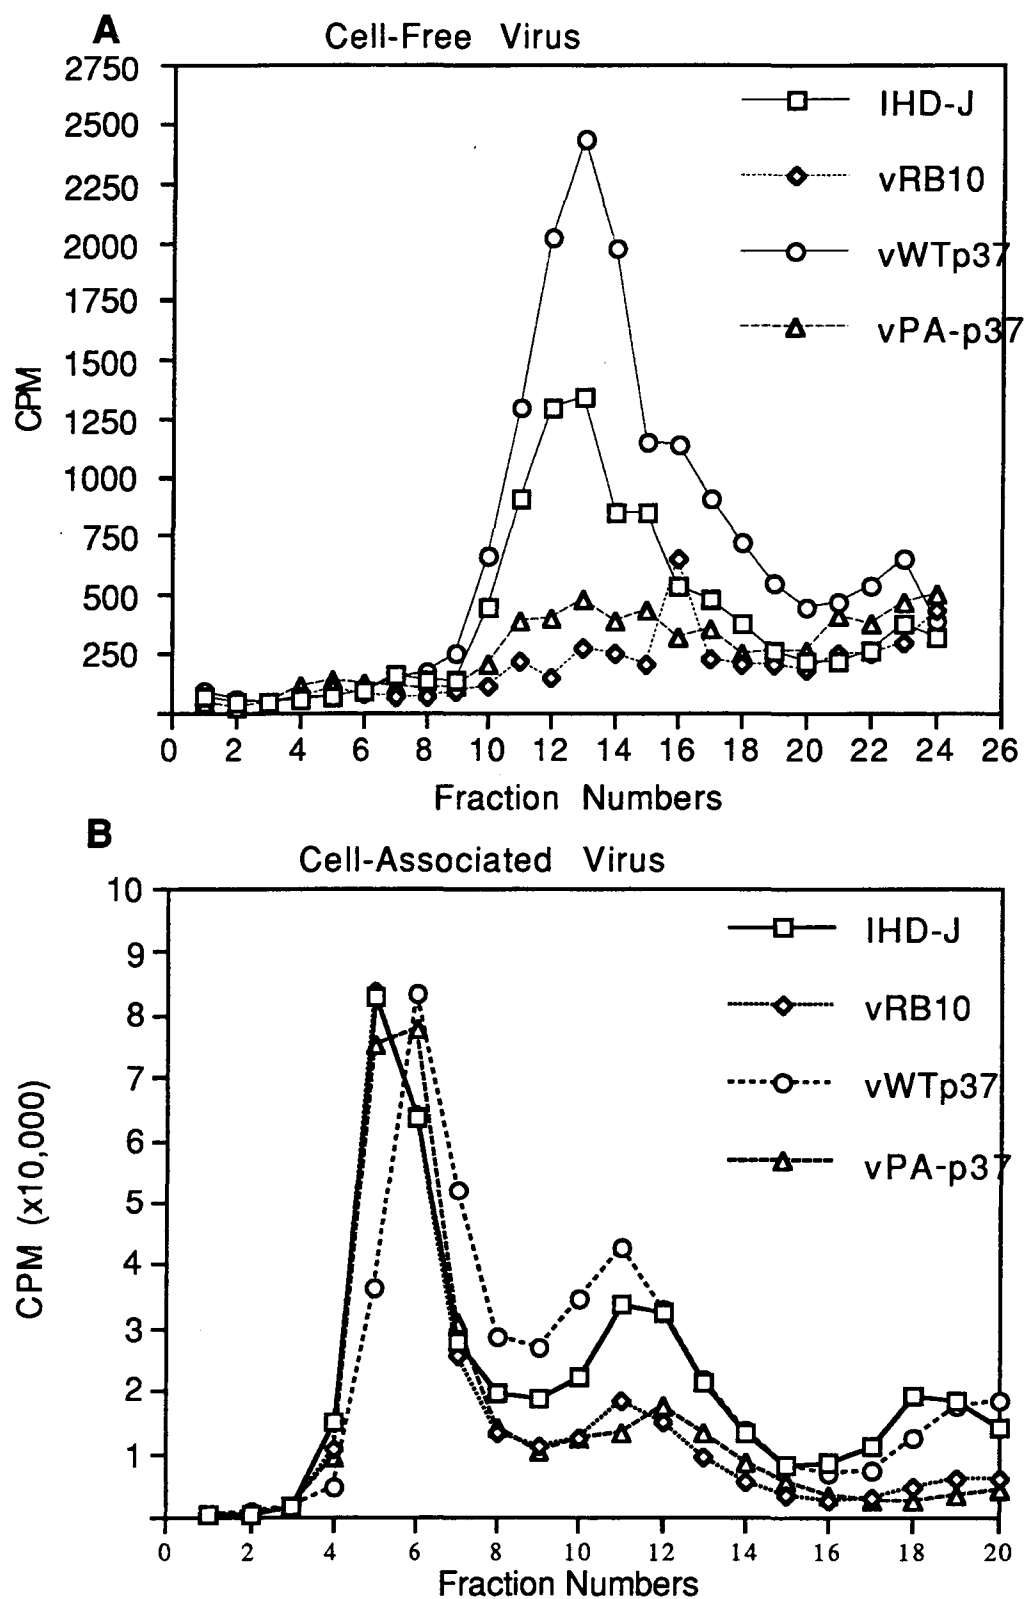 A
Cell-Free Virus
2750
2500
2250
2000
1750
1500
1250
1000
750
500
250
CPM
IHD-J
vRB10
vWTp37
vPA-p37
0 2 4 6 8 10 12 14 16 18 20 22 24 26
Fraction Numbers
B
Cell-Associated Virus
10
9
8
7
6
5
4
3
2
1
CPM (x10,000)
IHD-J
vRB10
vWTp37
vPA-p37
0 2 4 6 8 10 12 14 16 18 20
Fraction Numbers